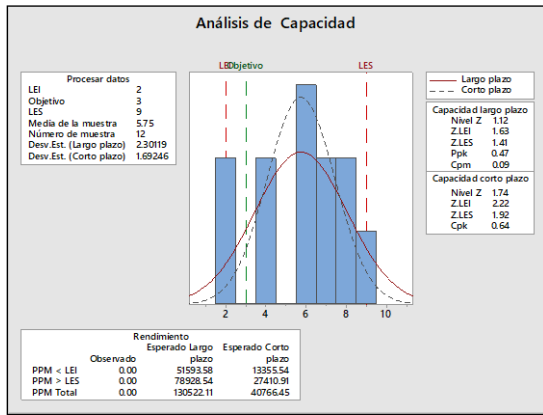 Análisis de Capacidad
LEI Objetivo LES
Procesar datos
LEI 2
Objetivo 3
LES 9
Media de la muestra 5.75
Número de muestra 12
Desv.Est. (Largo plazo) 2.30119
Desv.Est. (Corto plazo) 1.69246
Largo plazo
Corto plazo
Capacidad largo plazo
Nivel Z 1.12
Z.LEI 1.63
Z.LES 1.41
Ppk 0.47
Cpm 0.09
Capacidad corto plazo
Nivel Z 1.74
Z.LEI 2.22
Z.LES 1.92
Cpk 0.64
2 4 6 8 10
Rendimiento
Esperado Largo Esperado Corto
Observado plazo plazo
PPM < LEI 0.00 51593.58 13355.54
PPM > LES 0.00 78928.54 27410.91
PPM Total 0.00 130522.11 40766.45